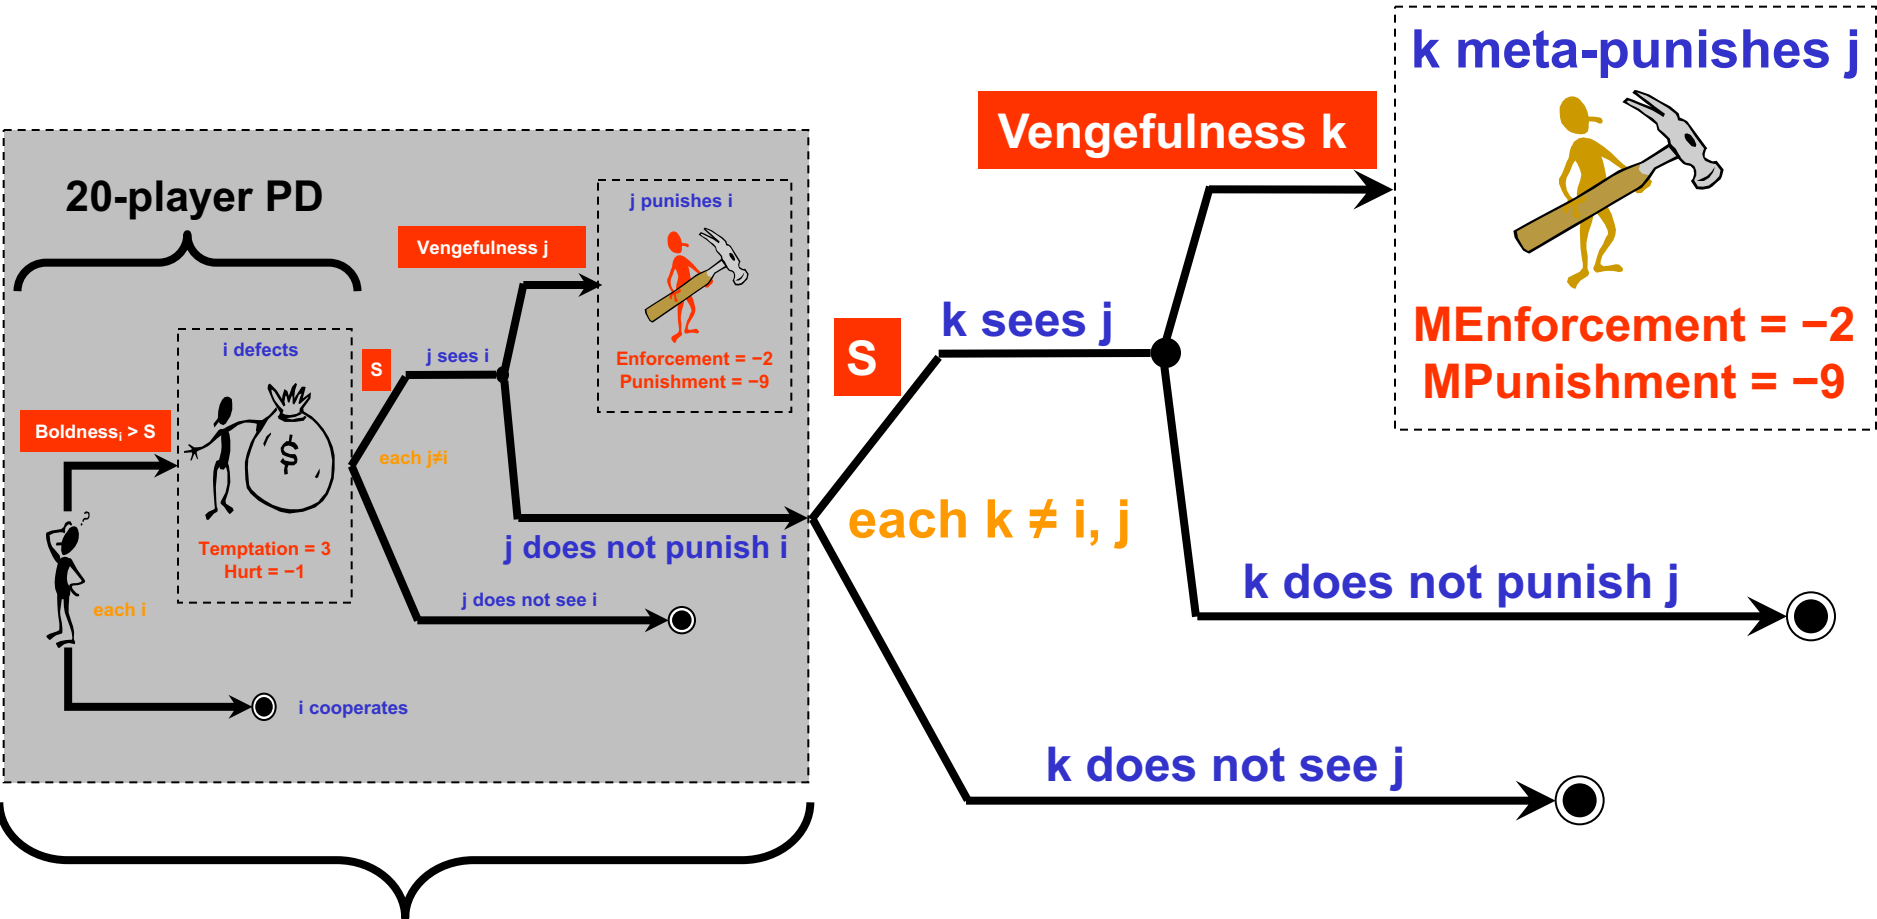 20-player PD
Boldnessᵢ > S
each i
i defects
$
Temptation = 3
Hurt = −1
i cooperates
S
j sees i
each j≠i
Vengefulness j
j punishes i
Enforcement = −2
Punishment = −9
j does not punish i
j does not see i
S
k sees j
each k ≠ i, j
Vengefulness k
k meta-punishes j
MEnforcement = −2
MPunishment = −9
k does not punish j
k does not see j
?